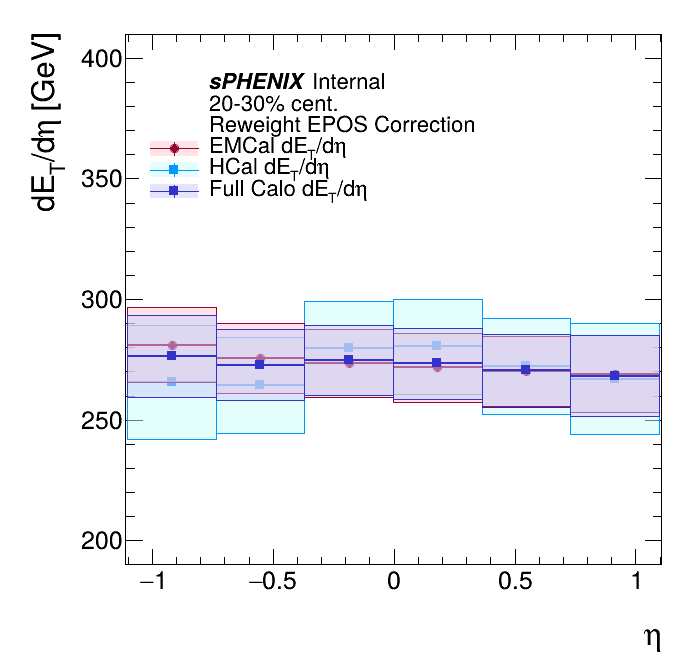 dE_T/dη [GeV]
400
sPHENIX Internal
20-30% cent.
Reweight EPOS Correction
EMCal dE_T/dη
HCal dE_T/dη
Full Calo dE_T/dη
350
300
250
200
−1 −0.5 0 0.5 1
η